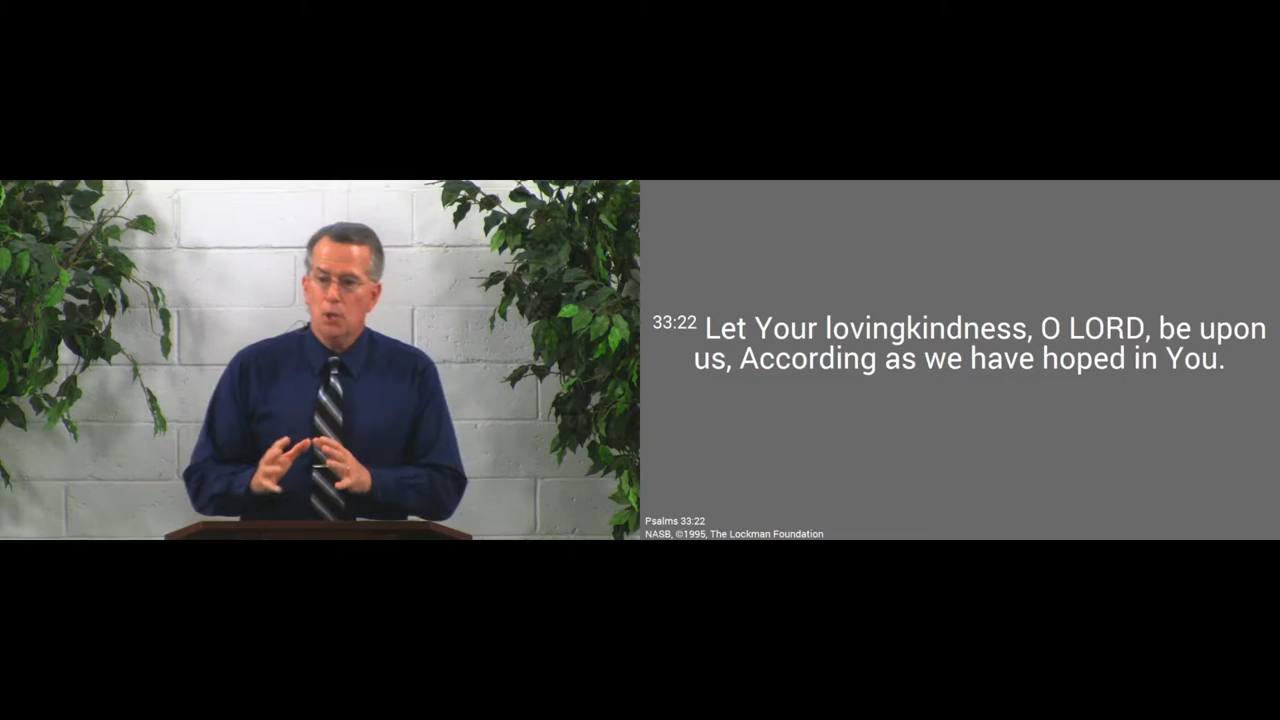 33:22 Let Your lovingkindness, O LORD, be upon
us, According as we have hoped in You.
Psalms 33:22
NASB, ©1995, The Lockman Foundation